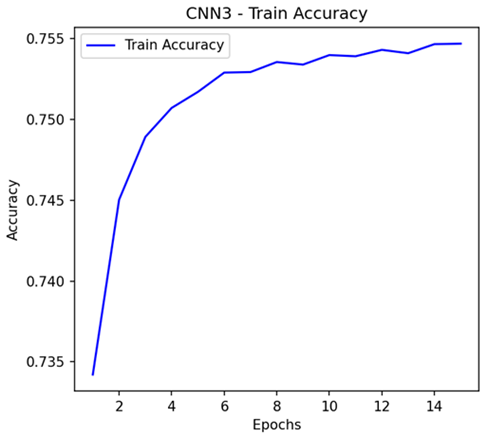 CNN3 - Train Accuracy
Train Accuracy
0.755
0.750
0.745
0.740
0.735
Accuracy
2 4 6 8 10 12 14
Epochs